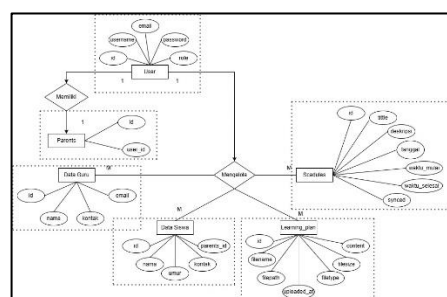 email
username
password
id
role
User
1
1
Memiliki
1
id
Parents
user_id
id
tittle
deskripsi
tanggal
waktu_mulai
waktu_selesai
synced
M
Mengelola
M
Data Guru
id
email
nama
kontak
M
M
Data Siswa
id
parents_id
nama
kontak
umur
Learning_plan
id
content
filename
filesize
filepath
filetype
uploaded_at